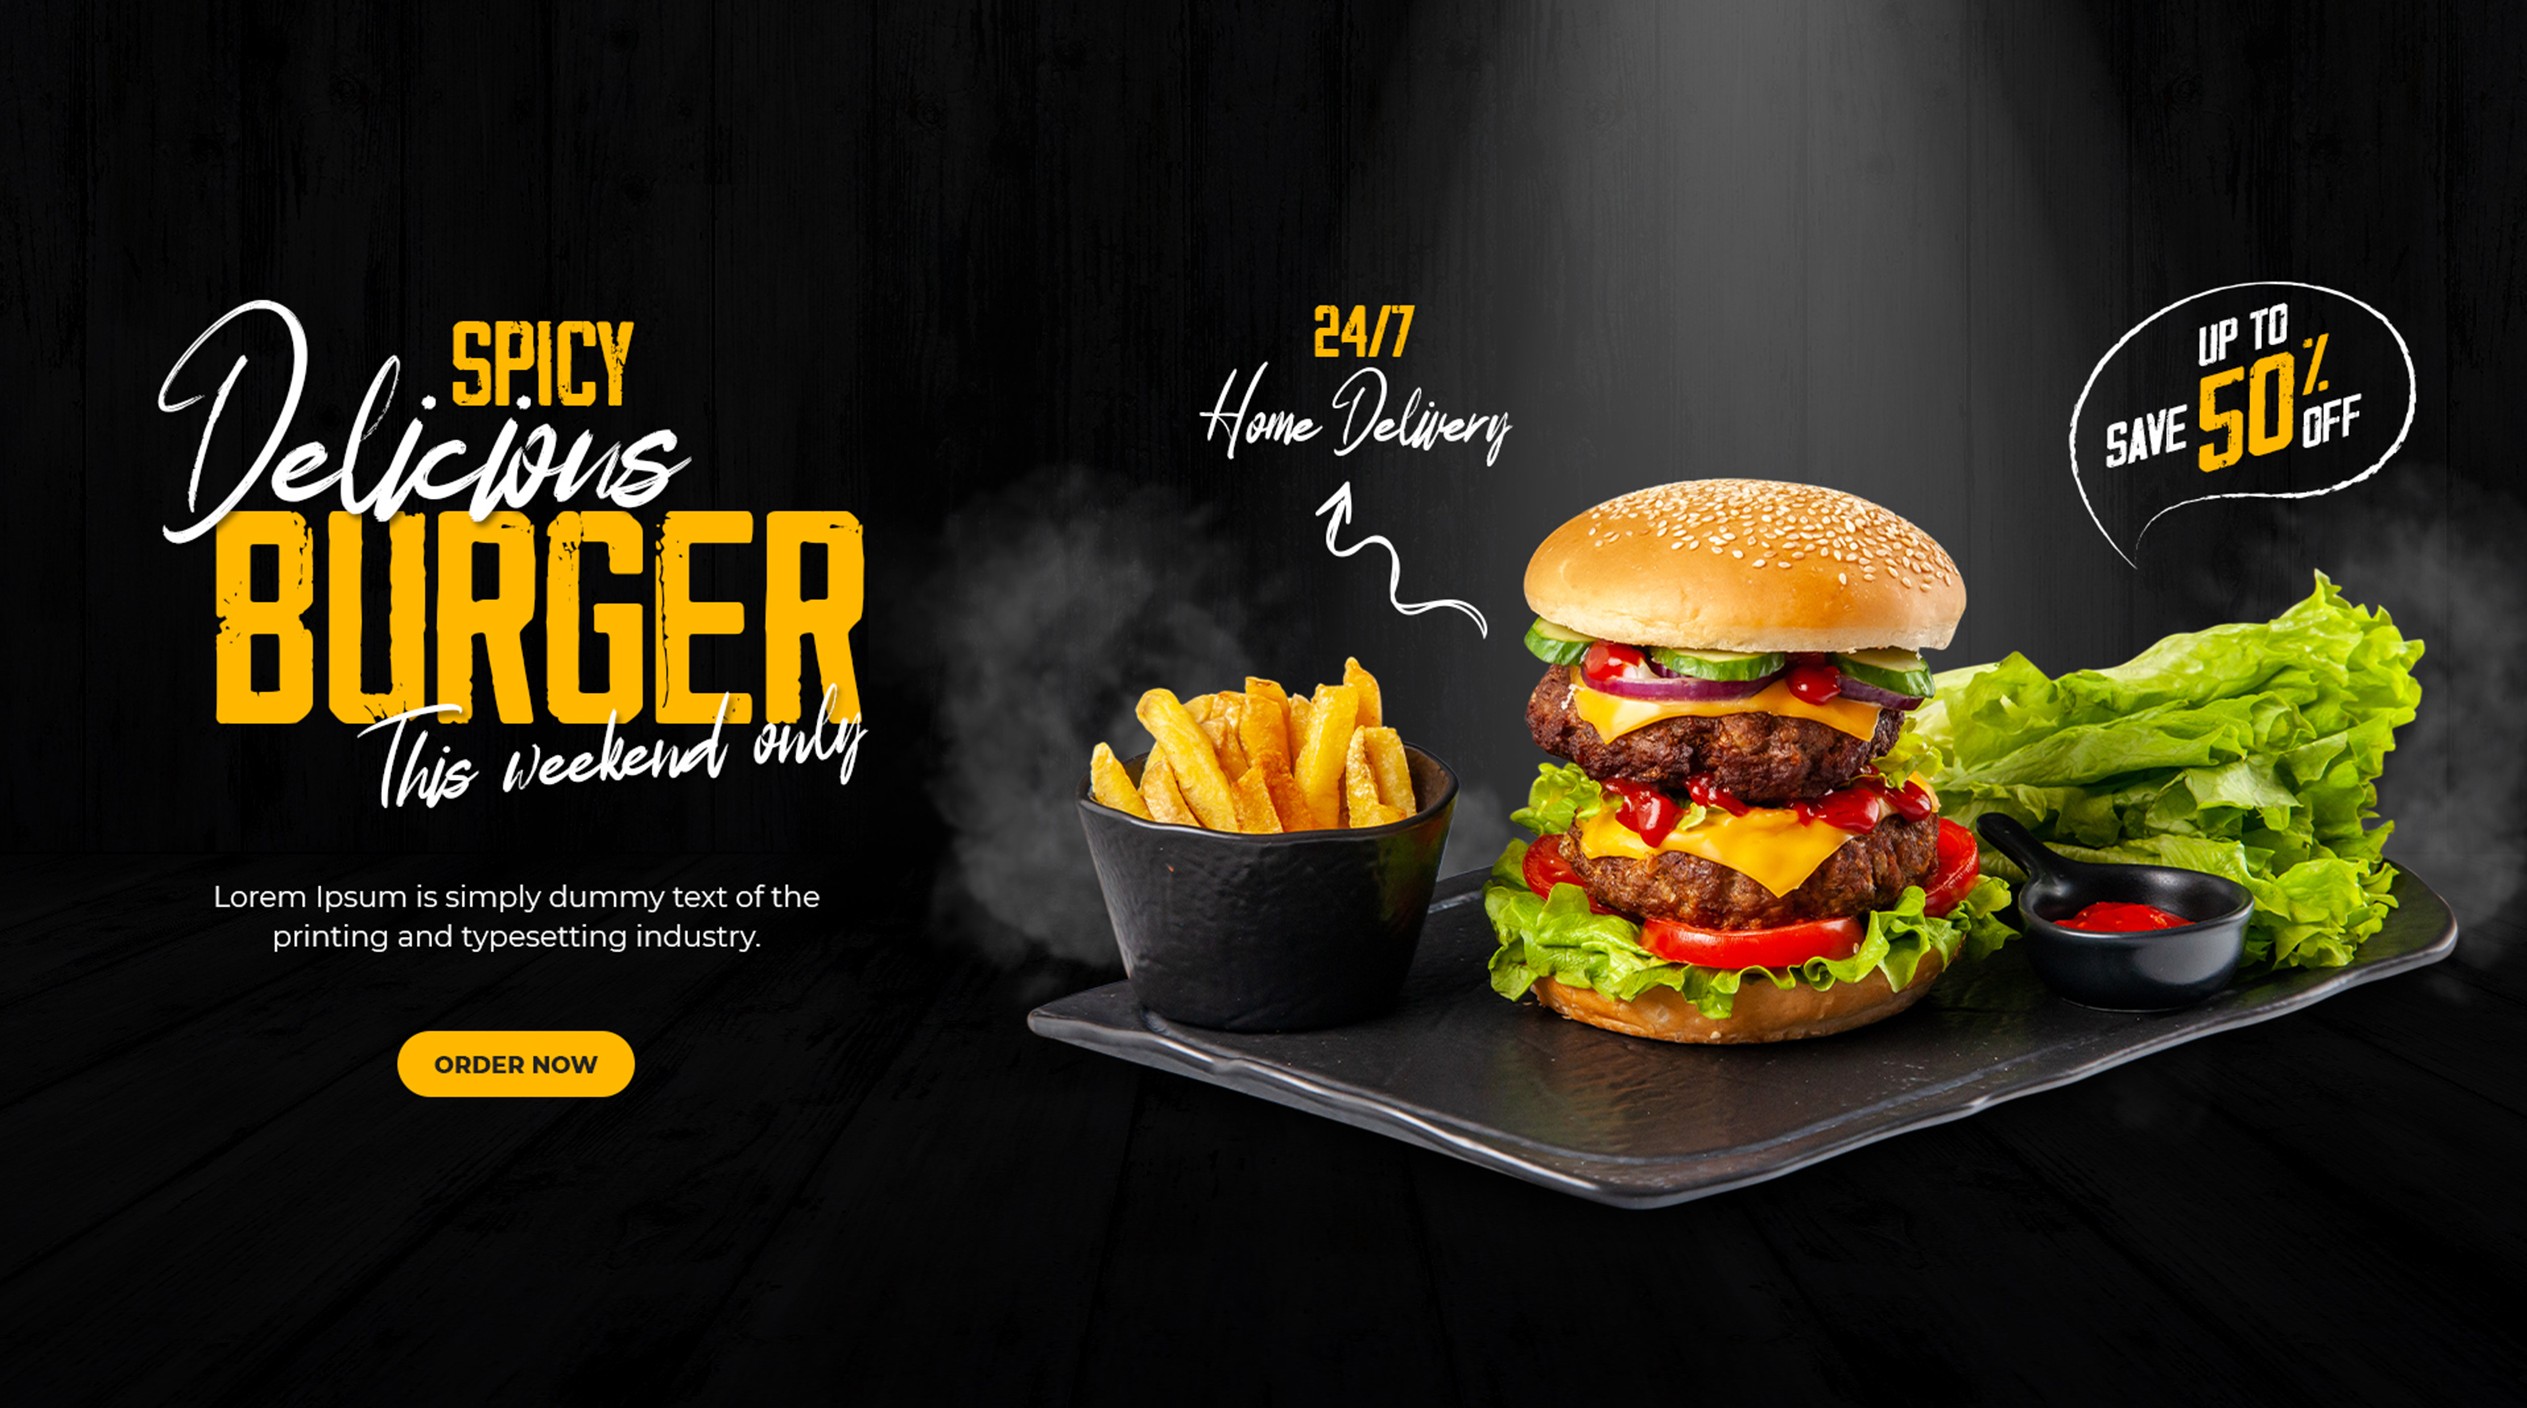 SPICY
Delicious
BURGER
This weekend only
Lorem Ipsum is simply dummy text of the
printing and typesetting industry.
ORDER NOW
24/7
Home Delivery
UP TO
SAVE 50% OFF